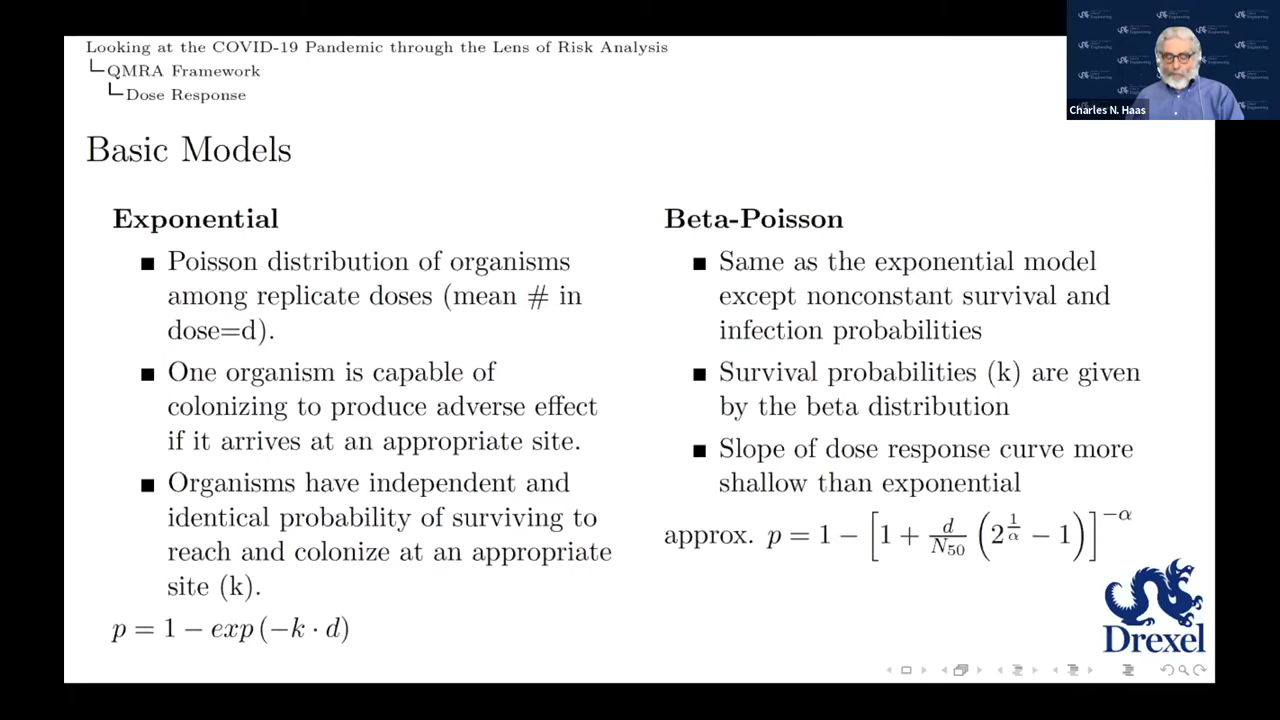 Looking at the COVID-19 Pandemic through the Lens of Risk Analysis
QMRA Framework
Dose Response
Charles N. Haas
Basic Models
Exponential
■ Poisson distribution of organisms
among replicate doses (mean # in
dose=d).
■ One organism is capable of
colonizing to produce adverse effect
if it arrives at an appropriate site.
■ Organisms have independent and
identical probability of surviving to
reach and colonize at an appropriate
site (k).
p = 1 − exp (−k · d)
Beta-Poisson
■ Same as the exponential model
except nonconstant survival and
infection probabilities
■ Survival probabilities (k) are given
by the beta distribution
■ Slope of dose response curve more
shallow than exponential
approx. p = 1 − [1 + d/N₅₀ (2^(1/α) − 1)]^(−α)
Drexel